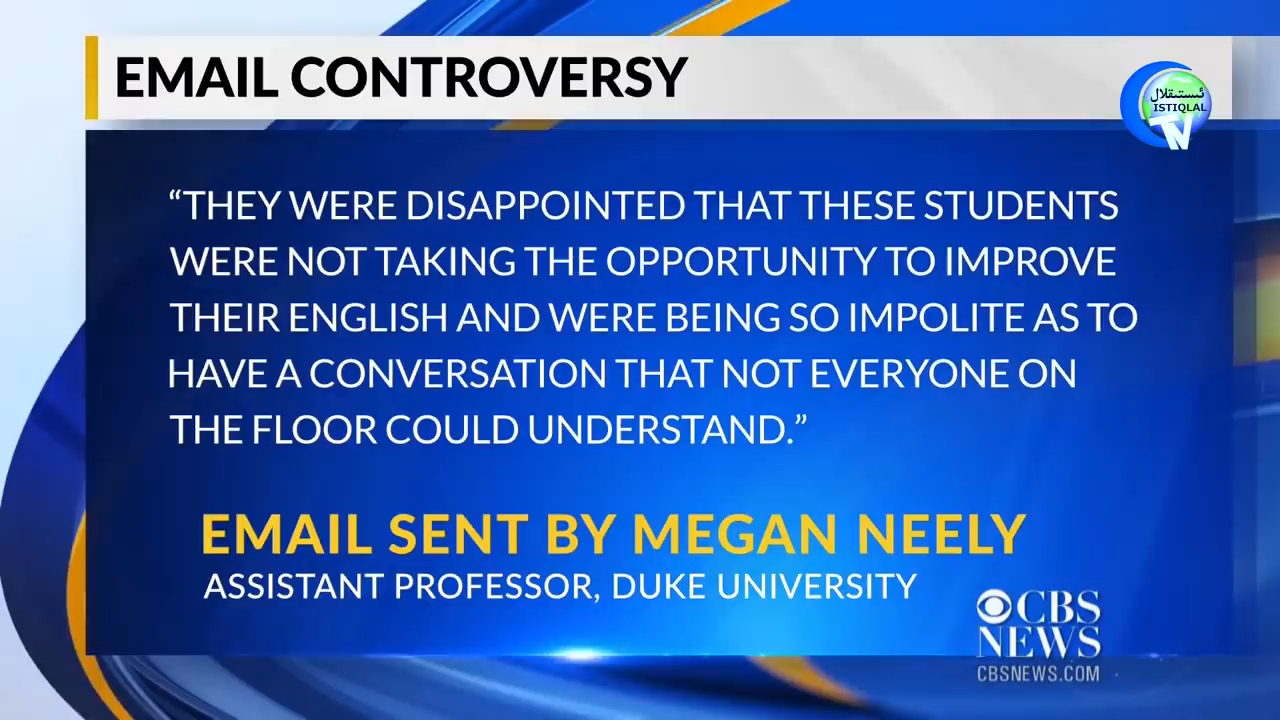 EMAIL CONTROVERSY
ئىستىقلال
ISTIQLAL
TV
“THEY WERE DISAPPOINTED THAT THESE STUDENTS
WERE NOT TAKING THE OPPORTUNITY TO IMPROVE
THEIR ENGLISH AND WERE BEING SO IMPOLITE AS TO
HAVE A CONVERSATION THAT NOT EVERYONE ON
THE FLOOR COULD UNDERSTAND.”
EMAIL SENT BY MEGAN NEELY
ASSISTANT PROFESSOR, DUKE UNIVERSITY
CBS
NEWS
CBSNEWS.COM